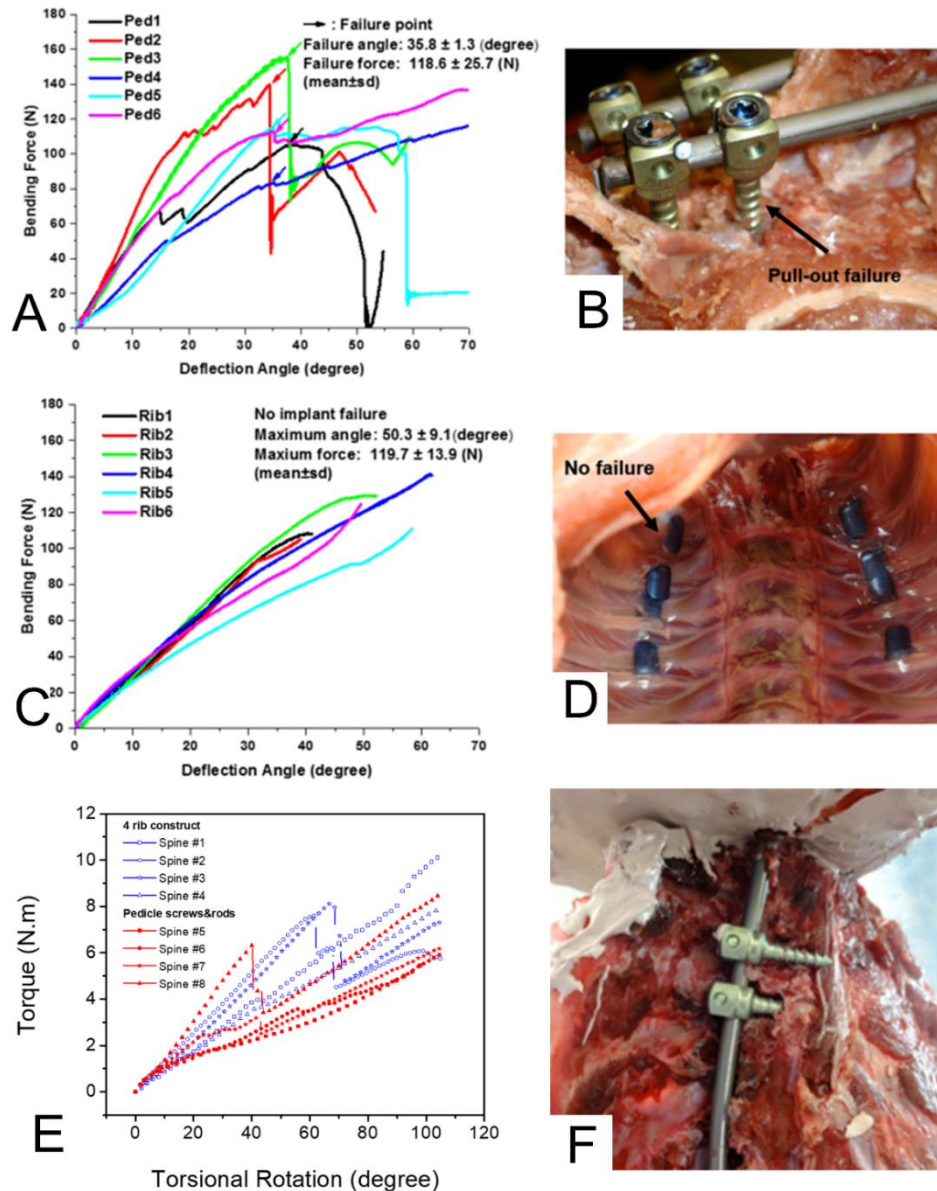 Ped1
Ped2
Ped3
Ped4
Ped5
Ped6
: Failure point
Failure angle: 35.8 ± 1.3 (degree)
Failure force: 118.6 ± 25.7 (N)
(mean±sd)
180
160
140
120
100
80
60
40
20
0
Bending Force (N)
0 10 20 30 40 50 60 70
Deflection Angle (degree)
A
Pull-out failure
B
Rib1
Rib2
Rib3
Rib4
Rib5
Rib6
No implant failure
Maximum angle: 50.3 ± 9.1(degree)
Maxium force: 119.7 ± 13.9 (N)
(mean±sd)
180
160
140
120
100
80
60
40
20
0
Bending Force (N)
0 10 20 30 40 50 60 70
Deflection Angle (degree)
C
No failure
D
4 rib construct
Spine #1
Spine #2
Spine #3
Spine #4
Pedicle screws&rods
Spine #5
Spine #6
Spine #7
Spine #8
12
10
8
6
4
2
0
Torque (N.m)
0 20 40 60 80 100 120
Torsional Rotation (degree)
E
F